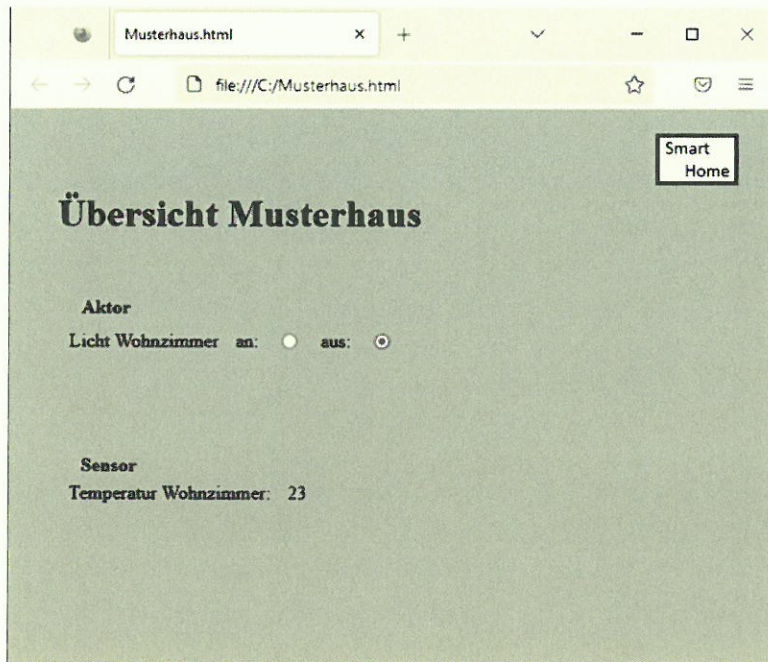 Musterhaus.html
file:///C:/Musterhaus.html
Smart
Home
Übersicht Musterhaus
Aktor
Licht Wohnzimmer an: aus:
Sensor
Temperatur Wohnzimmer: 23